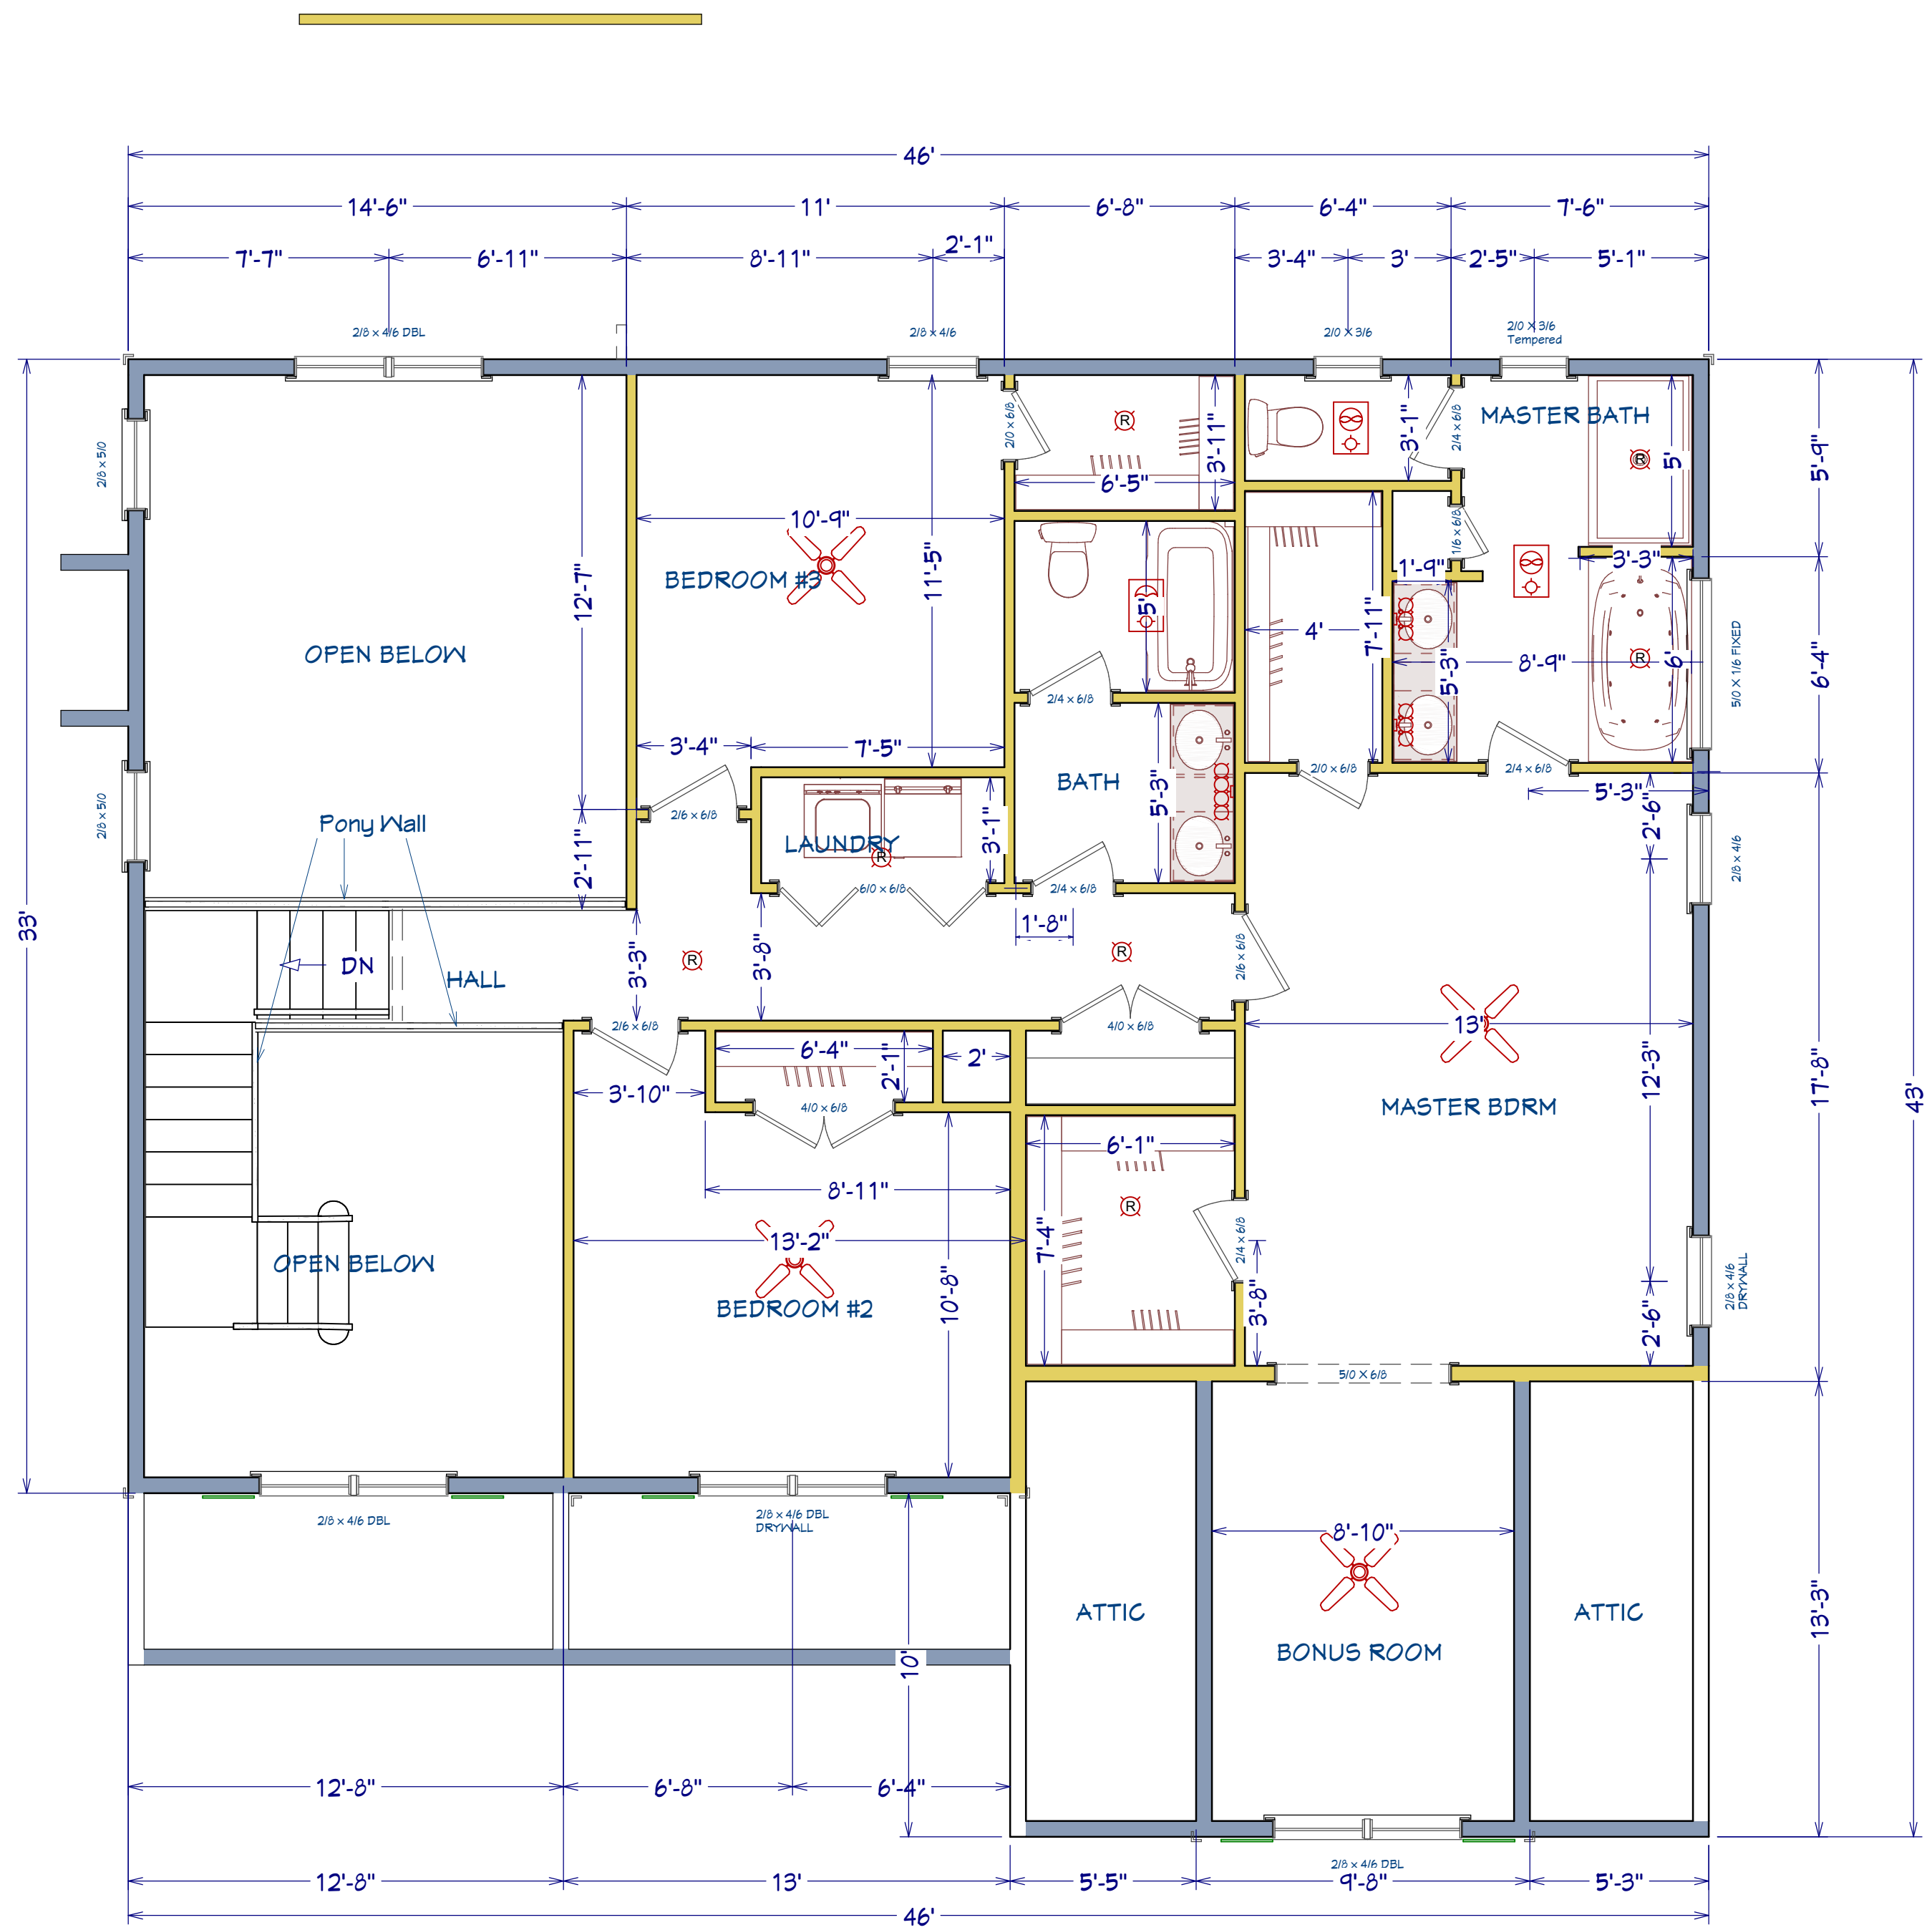 46'
14'-6" 11' 6'-8" 6'-4" 7'-6"
7'-7" 6'-11" 8'-11" 2'-1" 3'-4" 3' 2'-5" 5'-1"
2/8 x 4/6 DBL 2/8 x 4/6 2/0 X 3/6 2/0 X 3/6
Tempered
2/8 x 5/0
2/0 x 6/8
R
3'-11"
6'-5"
3'-1"
2/4 x 6/8
MASTER BATH
R
5'
5'-9"
10'-9"
BEDROOM #3
11'-5"
12'-7"
OPEN BELOW
5'
4'
7'-11"
1/6 x 6/8
1'-9"
3'-3"
5'-3"
8'-9"
R
6'
5/0 X 1/6 FIXED
6'-4"
3'-4" 7'-5"
2/4 x 6/8
2/6 x 6/8
BATH
5'-3"
2/0 x 6/8
2/4 x 6/8
5'-3"
2'-6"
2/8 x 5/0
Pony Wall
2'-11"
LAUNDRY
R
3'-1"
6/0 x 6/8
2/4 x 6/8
2/8 x 4/6
33'
1'-8"
DN
HALL
3'-3"
R
3'-8"
R
2/6 x 6/8
2/6 x 6/8
4/0 x 6/8
13'
12'-3"
17'-8"
43'
6'-4"
2'-1"
2'
3'-10"
4/0 x 6/8
MASTER BDRM
6'-1"
8'-11"
R
7'-4"
2/4 x 6/8
13'-2"
OPEN BELOW
BEDROOM #2
10'-8"
3'-8"
2'-6"
2/8 x 4/6
DRYWALL
5/0 X 6/8
2/8 x 4/6 DBL
2/8 x 4/6 DBL
DRYWALL
8'-10"
ATTIC
BONUS ROOM
ATTIC
10'
13'-3"
12'-8" 6'-8" 6'-4"
2/8 x 4/6 DBL
12'-8" 13' 5'-5" 9'-8" 5'-3"
46'